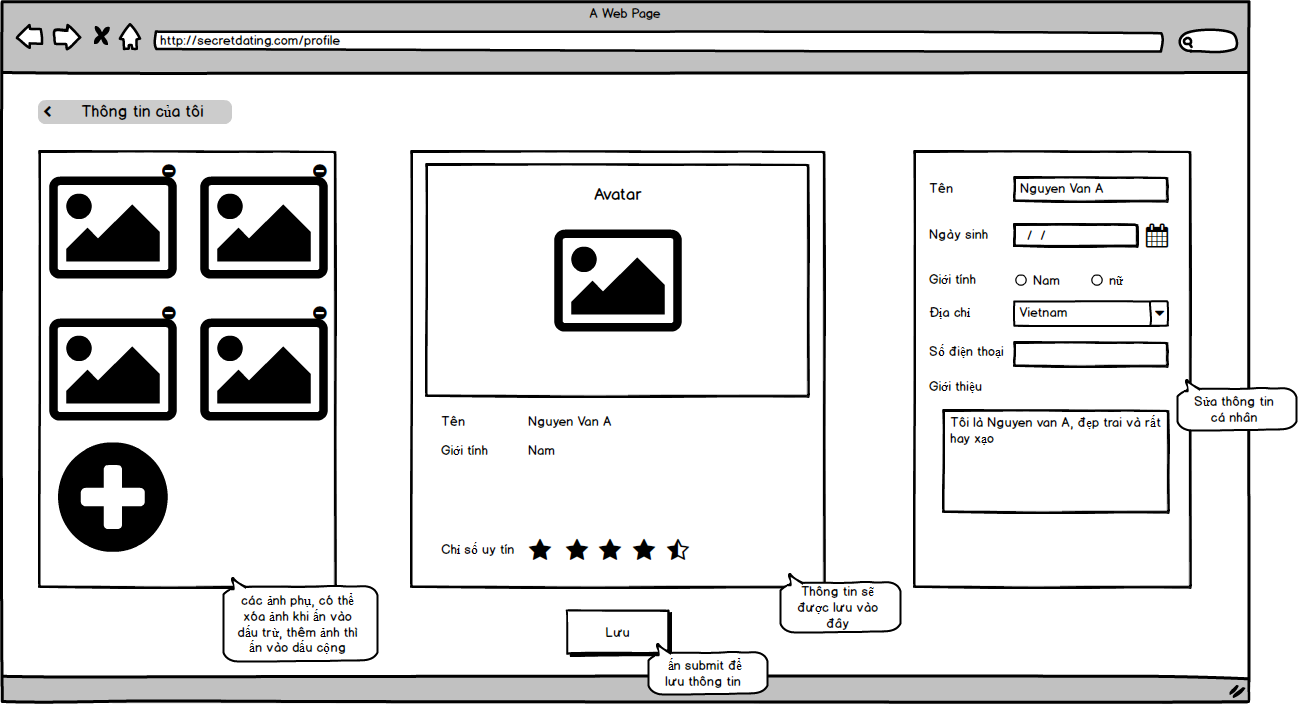 A Web Page
http://secretdating.com/profile
Thông tin của tôi
các ảnh phụ, có thể
xóa ảnh khi ấn vào
dấu trừ, thêm ảnh thì
ấn vào dấu cộng
Avatar
Tên Nguyen Van A
Giới tính Nam
Chỉ số uy tín
Thông tin sẽ
được lưu vào
đây
Lưu
ấn submit để
lưu thông tin
Tên Nguyen Van A
Ngày sinh / /
Giới tính Nam nữ
Địa chỉ Vietnam
Số điện thoại
Giới thiệu
Tôi là Nguyen van A, đẹp trai và rất
hay xạo
Sửa thông tin
cá nhân